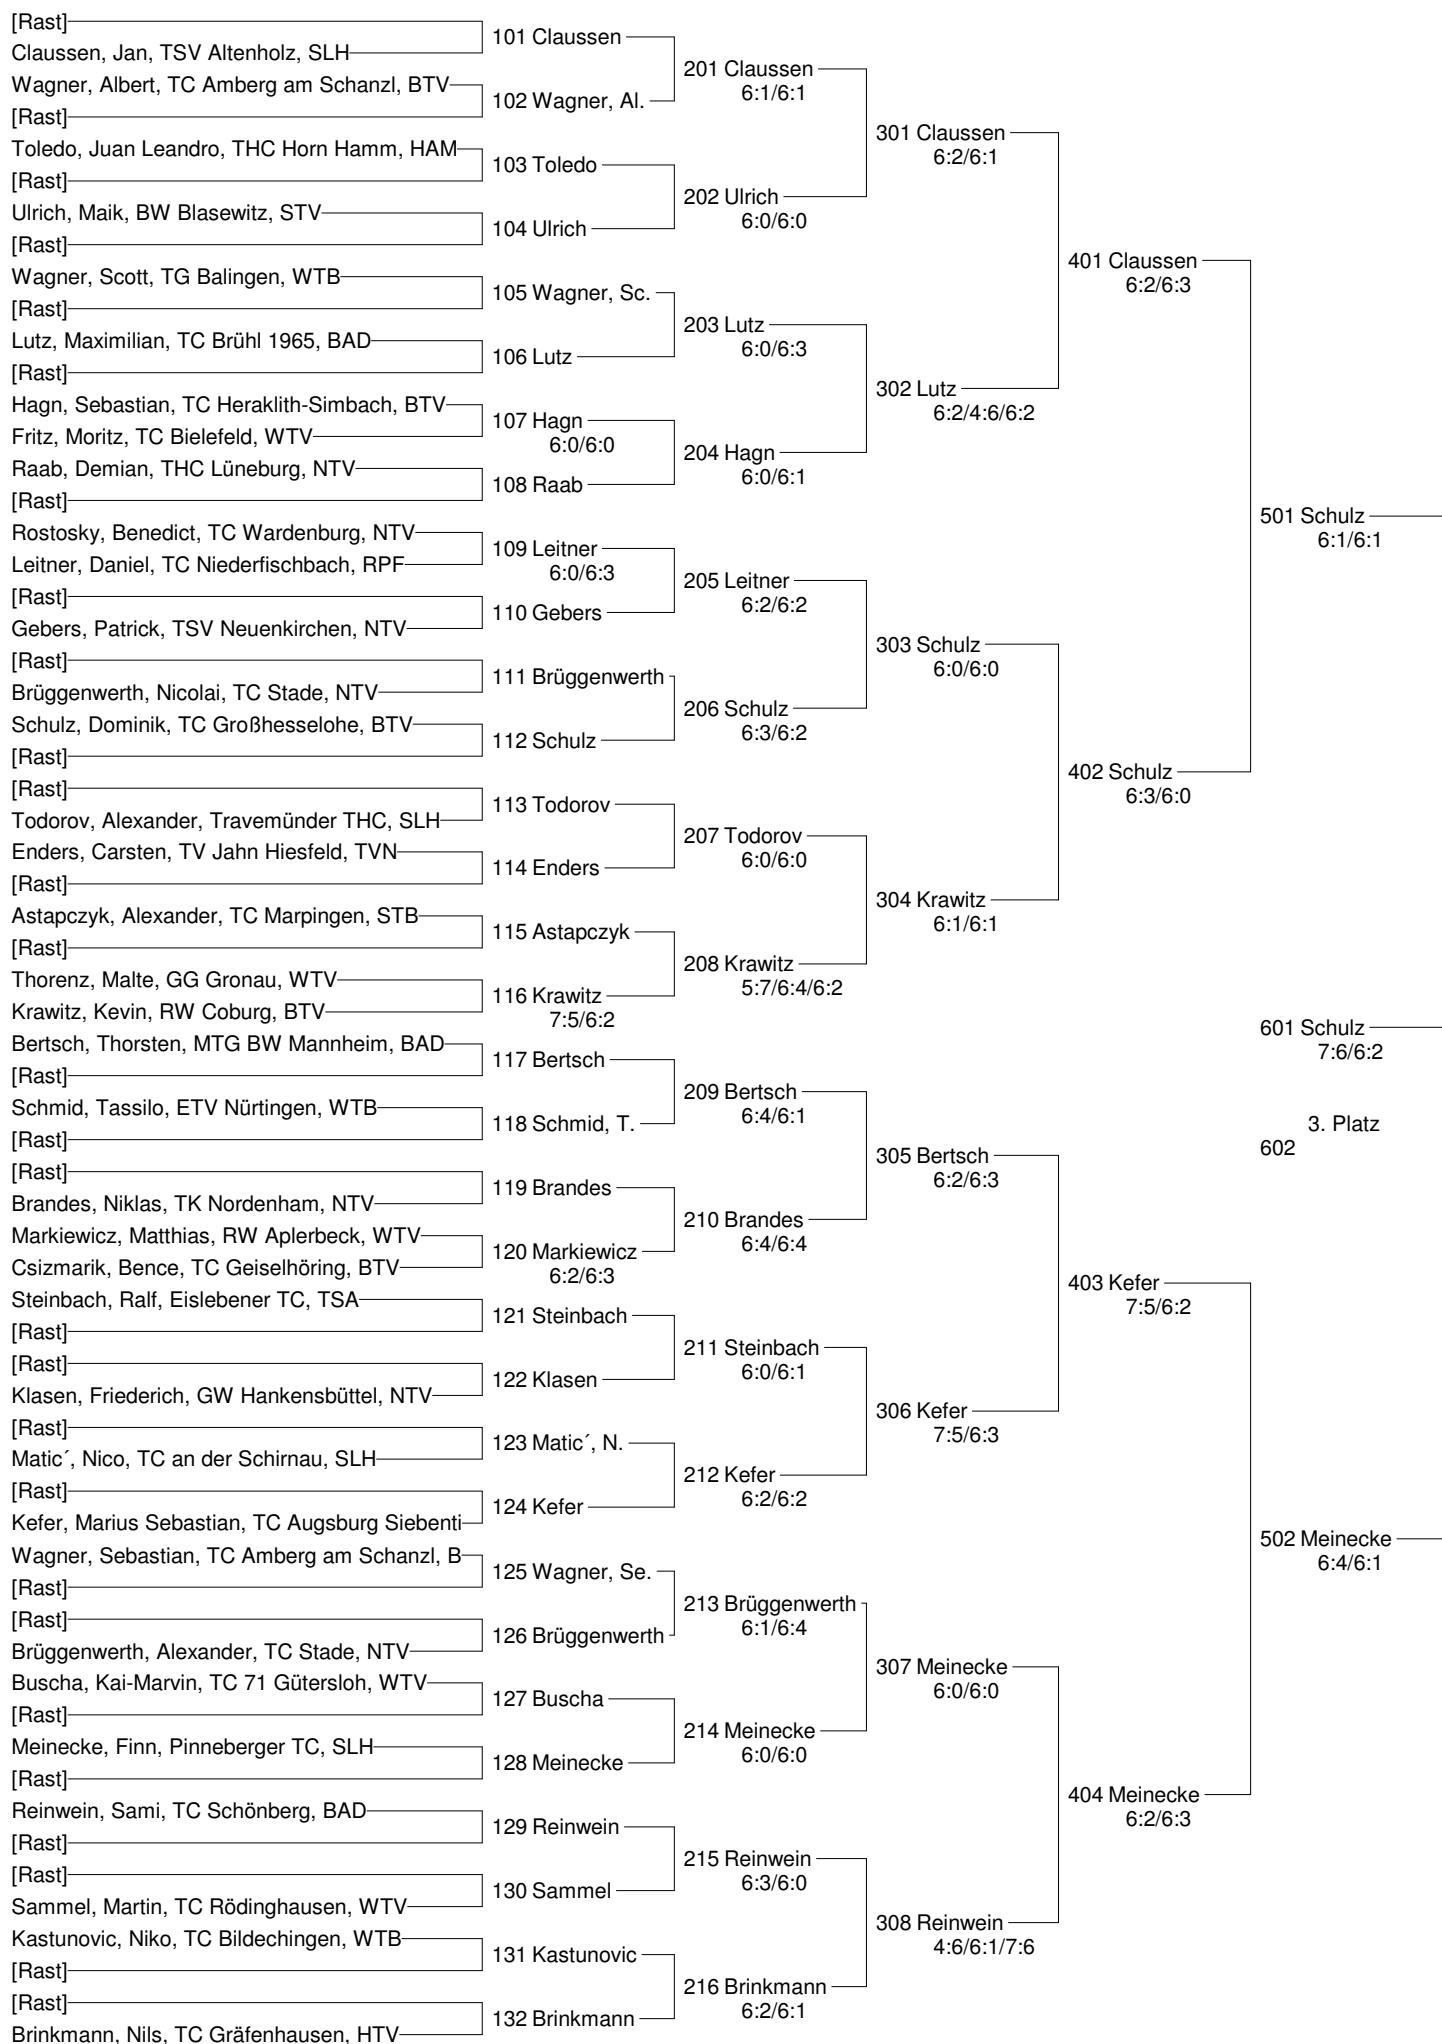 [Rast]
Claussen, Jan, TSV Altenholz, SLH
Wagner, Albert, TC Amberg am Schanzl, BTV
[Rast]
Toledo, Juan Leandro, THC Horn Hamm, HAM
[Rast]
Ulrich, Maik, BW Blasewitz, STV
[Rast]
Wagner, Scott, TG Balingen, WTB
[Rast]
Lutz, Maximilian, TC Brühl 1965, BAD
[Rast]
Hagn, Sebastian, TC Heraklith-Simbach, BTV
Fritz, Moritz, TC Bielefeld, WTV
Raab, Demian, THC Lüneburg, NTV
[Rast]
Rostosky, Benedict, TC Wardenburg, NTV
Leitner, Daniel, TC Niederfischbach, RPF
[Rast]
Gebers, Patrick, TSV Neuenkirchen, NTV
[Rast]
Brüggenwerth, Nicolai, TC Stade, NTV
Schulz, Dominik, TC Großhesselohe, BTV
[Rast]
[Rast]
Todorov, Alexander, Travemünder THC, SLH
Enders, Carsten, TV Jahn Hiesfeld, TVN
[Rast]
Astapczyk, Alexander, TC Marpingen, STB
[Rast]
Thorenz, Malte, GG Gronau, WTV
Krawitz, Kevin, RW Coburg, BTV
Bertsch, Thorsten, MTG BW Mannheim, BAD
[Rast]
Schmid, Tassilo, ETV Nürtingen, WTB
[Rast]
[Rast]
Brandes, Niklas, TK Nordenham, NTV
Markiewicz, Matthias, RW Aplerbeck, WTV
Csizmarik, Bence, TC Geiselhöring, BTV
Steinbach, Ralf, Eislebener TC, TSA
[Rast]
[Rast]
Klasen, Friederich, GW Hankensbüttel, NTV
[Rast]
Matic´, Nico, TC an der Schirnau, SLH
[Rast]
Kefer, Marius Sebastian, TC Augsburg Siebenti
Wagner, Sebastian, TC Amberg am Schanzl, B
[Rast]
[Rast]
Brüggenwerth, Alexander, TC Stade, NTV
Buscha, Kai-Marvin, TC 71 Gütersloh, WTV
[Rast]
Meinecke, Finn, Pinneberger TC, SLH
[Rast]
Reinwein, Sami, TC Schönberg, BAD
[Rast]
[Rast]
Sammel, Martin, TC Rödinghausen, WTV
Kastunovic, Niko, TC Bildechingen, WTB
[Rast]
[Rast]
Brinkmann, Nils, TC Gräfenhausen, HTV
101 Claussen
102 Wagner, Al.
103 Toledo
104 Ulrich
105 Wagner, Sc.
106 Lutz
107 Hagn
6:0/6:0
108 Raab
109 Leitner
6:0/6:3
110 Gebers
111 Brüggenwerth
112 Schulz
113 Todorov
114 Enders
115 Astapczyk
116 Krawitz
7:5/6:2
117 Bertsch
118 Schmid, T.
119 Brandes
120 Markiewicz
6:2/6:3
121 Steinbach
122 Klasen
123 Matic´, N.
124 Kefer
125 Wagner, Se.
126 Brüggenwerth
127 Buscha
128 Meinecke
129 Reinwein
130 Sammel
131 Kastunovic
132 Brinkmann
201 Claussen
6:1/6:1
202 Ulrich
6:0/6:0
203 Lutz
6:0/6:3
204 Hagn
6:0/6:1
205 Leitner
6:2/6:2
206 Schulz
6:3/6:2
207 Todorov
6:0/6:0
208 Krawitz
5:7/6:4/6:2
209 Bertsch
6:4/6:1
210 Brandes
6:4/6:4
211 Steinbach
6:0/6:1
212 Kefer
6:2/6:2
213 Brüggenwerth
6:1/6:4
214 Meinecke
6:0/6:0
215 Reinwein
6:3/6:0
216 Brinkmann
6:2/6:1
301 Claussen
6:2/6:1
302 Lutz
6:2/4:6/6:2
303 Schulz
6:0/6:0
304 Krawitz
6:1/6:1
305 Bertsch
6:2/6:3
306 Kefer
7:5/6:3
307 Meinecke
6:0/6:0
308 Reinwein
4:6/6:1/7:6
401 Claussen
6:2/6:3
402 Schulz
6:3/6:0
403 Kefer
7:5/6:2
404 Meinecke
6:2/6:3
501 Schulz
6:1/6:1
601 Schulz
7:6/6:2
3. Platz
602
502 Meinecke
6:4/6:1